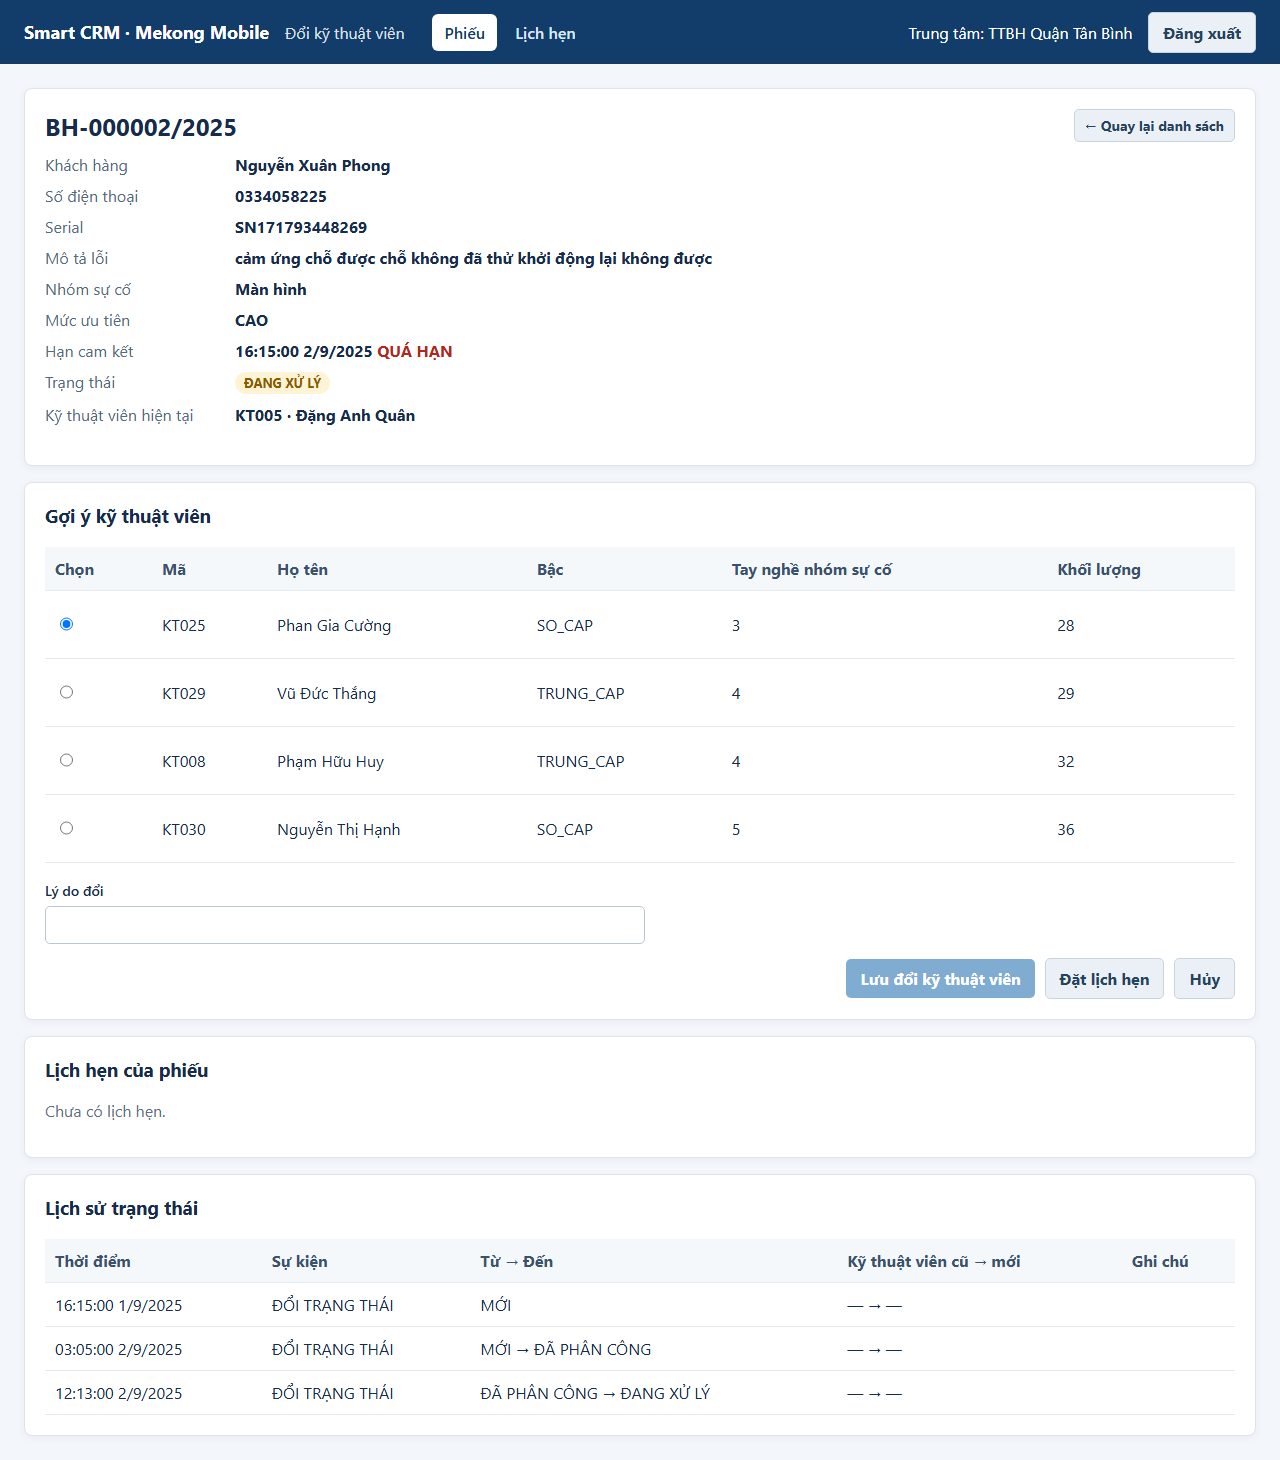 Smart CRM · Mekong Mobile Đổi kỹ thuật viên Phiếu Lịch hẹn Trung tâm: TTBH Quận Tân Bình Đăng xuất
BH-000002/2025 ← Quay lại danh sách
Khách hàng Nguyễn Xuân Phong
Số điện thoại 0334058225
Serial SN171793448269
Mô tả lỗi cảm ứng chỗ được chỗ không đã thử khởi động lại không được
Nhóm sự cố Màn hình
Mức ưu tiên CAO
Hạn cam kết 16:15:00 2/9/2025 QUÁ HẠN
Trạng thái ĐANG XỬ LÝ
Kỹ thuật viên hiện tại KT005 · Đặng Anh Quân
Gợi ý kỹ thuật viên
Chọn Mã Họ tên Bậc Tay nghề nhóm sự cố Khối lượng
KT025 Phan Gia Cường SO_CAP 3 28
KT029 Vũ Đức Thắng TRUNG_CAP 4 29
KT008 Phạm Hữu Huy TRUNG_CAP 4 32
KT030 Nguyễn Thị Hạnh SO_CAP 5 36
Lý do đổi
Lưu đổi kỹ thuật viên Đặt lịch hẹn Hủy
Lịch hẹn của phiếu
Chưa có lịch hẹn.
Lịch sử trạng thái
Thời điểm Sự kiện Từ → Đến Kỹ thuật viên cũ → mới Ghi chú
16:15:00 1/9/2025 ĐỔI TRẠNG THÁI MỚI — → —
03:05:00 2/9/2025 ĐỔI TRẠNG THÁI MỚI → ĐÃ PHÂN CÔNG — → —
12:13:00 2/9/2025 ĐỔI TRẠNG THÁI ĐÃ PHÂN CÔNG → ĐANG XỬ LÝ — → —